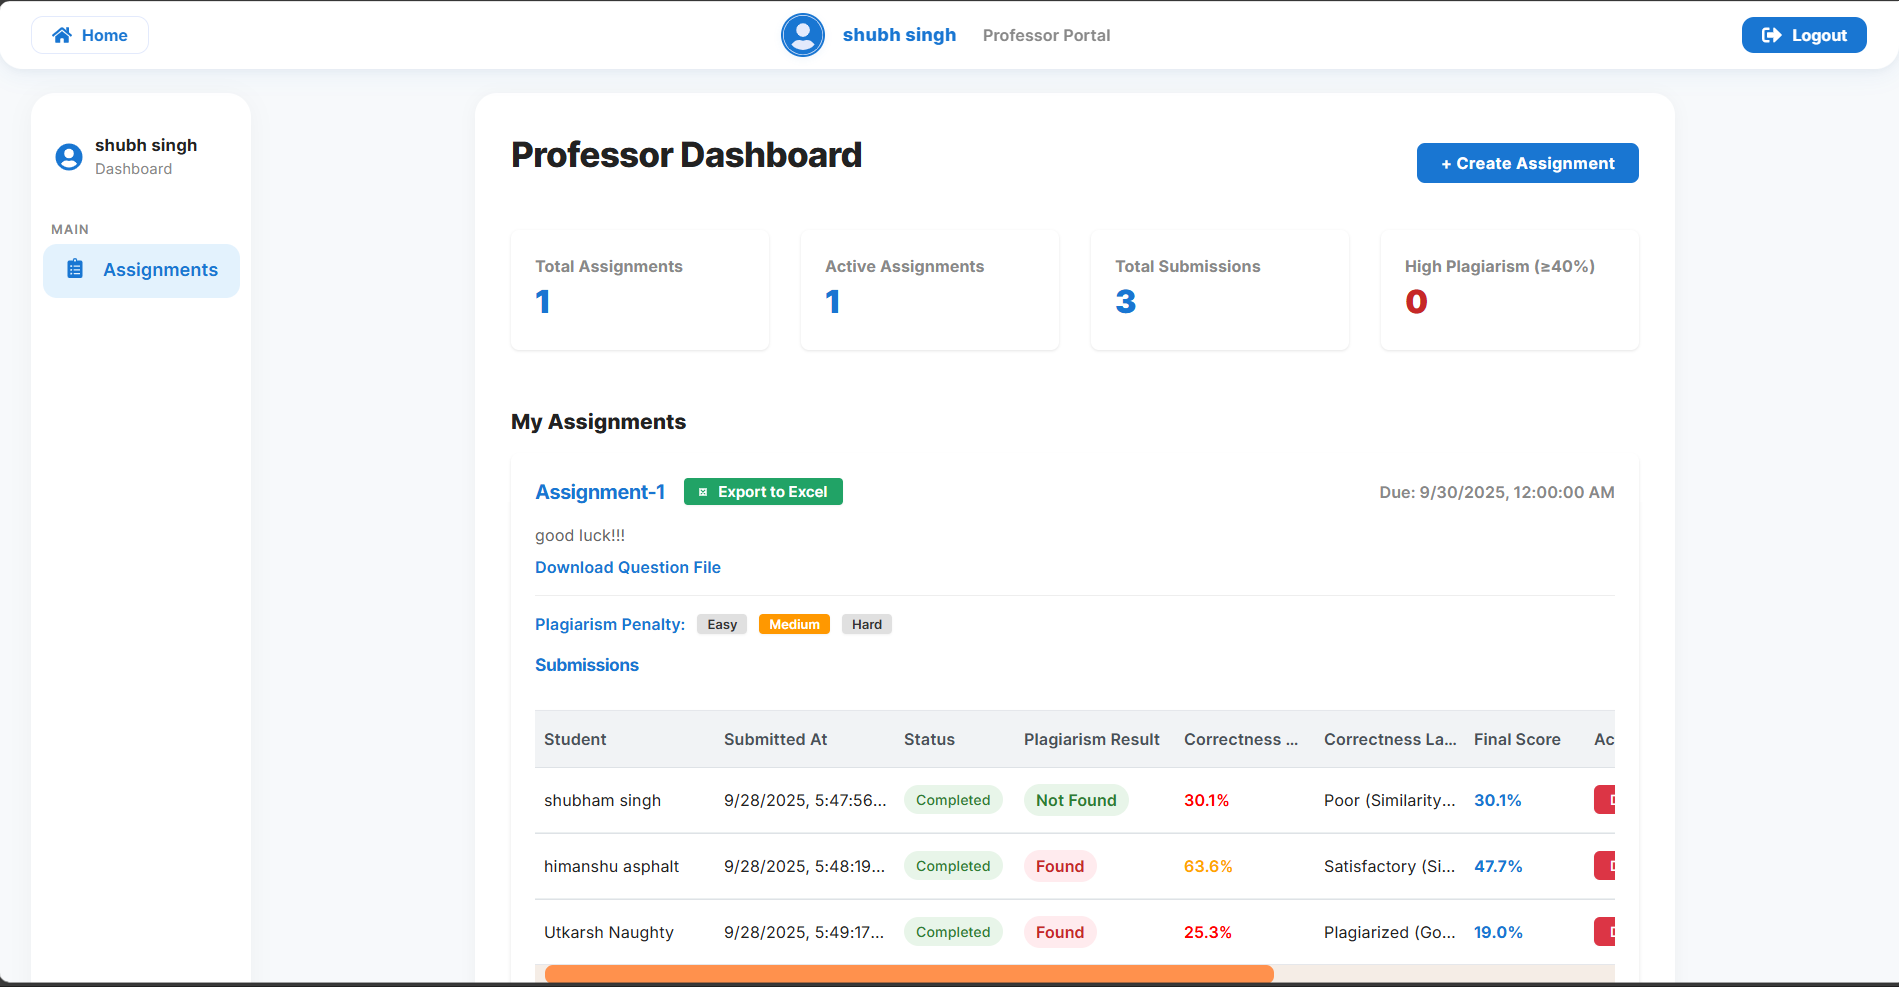 Home
shubh singh Professor Portal
Logout
shubh singh
Dashboard
MAIN
Assignments
Professor Dashboard
+ Create Assignment
Total Assignments
1
Active Assignments
1
Total Submissions
3
High Plagiarism (≥40%)
0
My Assignments
Assignment-1 Export to Excel Due: 9/30/2025, 12:00:00 AM
good luck!!!
Download Question File
Plagiarism Penalty: Easy Medium Hard
Submissions
Student Submitted At Status Plagiarism Result Correctness ... Correctness La... Final Score Ac
shubham singh 9/28/2025, 5:47:56... Completed Not Found 30.1% Poor (Similarity... 30.1%
himanshu asphalt 9/28/2025, 5:48:19... Completed Found 63.6% Satisfactory (Si... 47.7%
Utkarsh Naughty 9/28/2025, 5:49:17... Completed Found 25.3% Plagiarized (Go... 19.0%